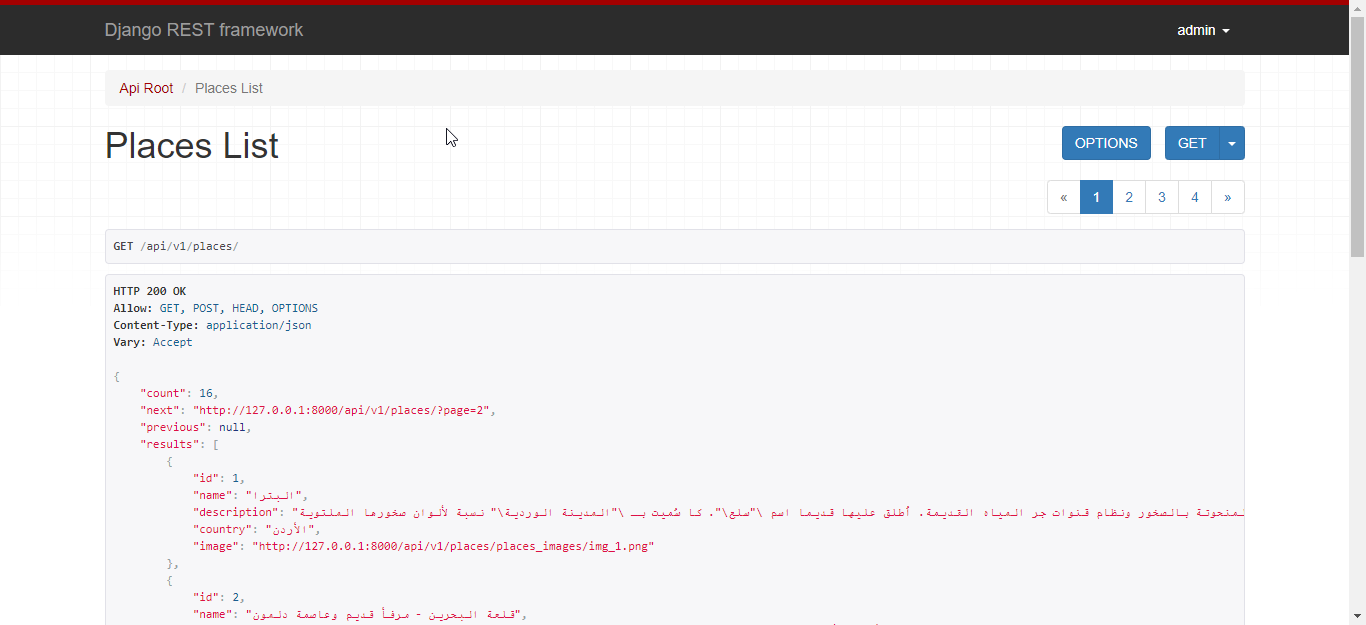 Django REST framework
admin
Api Root / Places List
Places List
OPTIONS GET
« 1 2 3 4 »
GET /api/v1/places/
HTTP 200 OK
Allow: GET, POST, HEAD, OPTIONS
Content-Type: application/json
Vary: Accept
{
"count": 16,
"next": "http://127.0.0.1:8000/api/v1/places/?page=2",
"previous": null,
"results": [
{
"id": 1,
"name": "البترا",
"description": "لمنحوتة بالصخور ونظام قنوات جر المياه القديمة. أطلق عليها قديما اسم \"سلع\". كا سُميت بـ \"المدينة الوردية\" نسبة لألوان صخورها الملتوية
"country": "الأردن",
"image": "http://127.0.0.1:8000/api/v1/places/places_images/img_1.png"
},
{
"id": 2,
"name": "قلعة البحرين - مرفأ قديم وعاصمة دلمون",